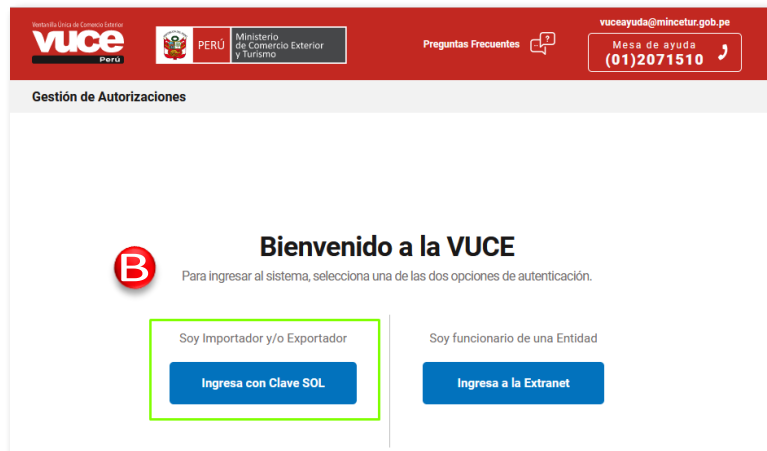 Ventanilla Única de Comercio Exterior
vuce
Perú
PERÚ
Ministerio
de Comercio Exterior
y Turismo
Preguntas Frecuentes
?
vuceayuda@mincetur.gob.pe
Mesa de ayuda
(01)2071510
Gestión de Autorizaciones
B
Bienvenido a la VUCE
Para ingresar al sistema, selecciona una de las dos opciones de autenticación.
Soy Importador y/o Exportador
Ingresa con Clave SOL
Soy funcionario de una Entidad
Ingresa a la Extranet